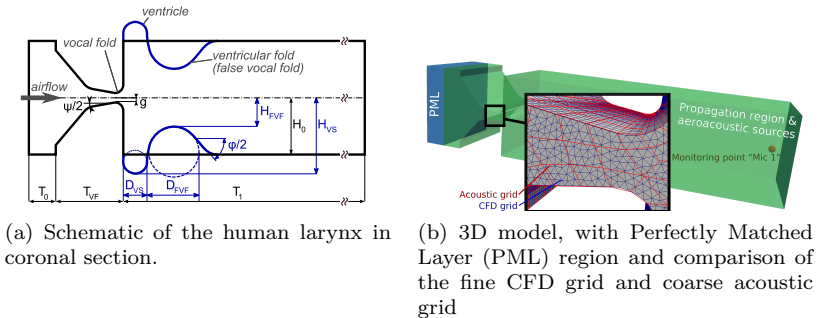 ventricle
vocal fold
ventricular fold
(false vocal fold)
airflow
ψ/2
g
H_FVF
H_0
H_VS
φ/2
D_VS
D_FVF
T_0
T_VF
T_1
(a) Schematic of the human larynx in
coronal section.
PML
Propagation region &
aeroacoustic sources
Monitoring point "Mic 1"
Acoustic grid
CFD grid
(b) 3D model, with Perfectly Matched
Layer (PML) region and comparison of
the fine CFD grid and coarse acoustic
grid